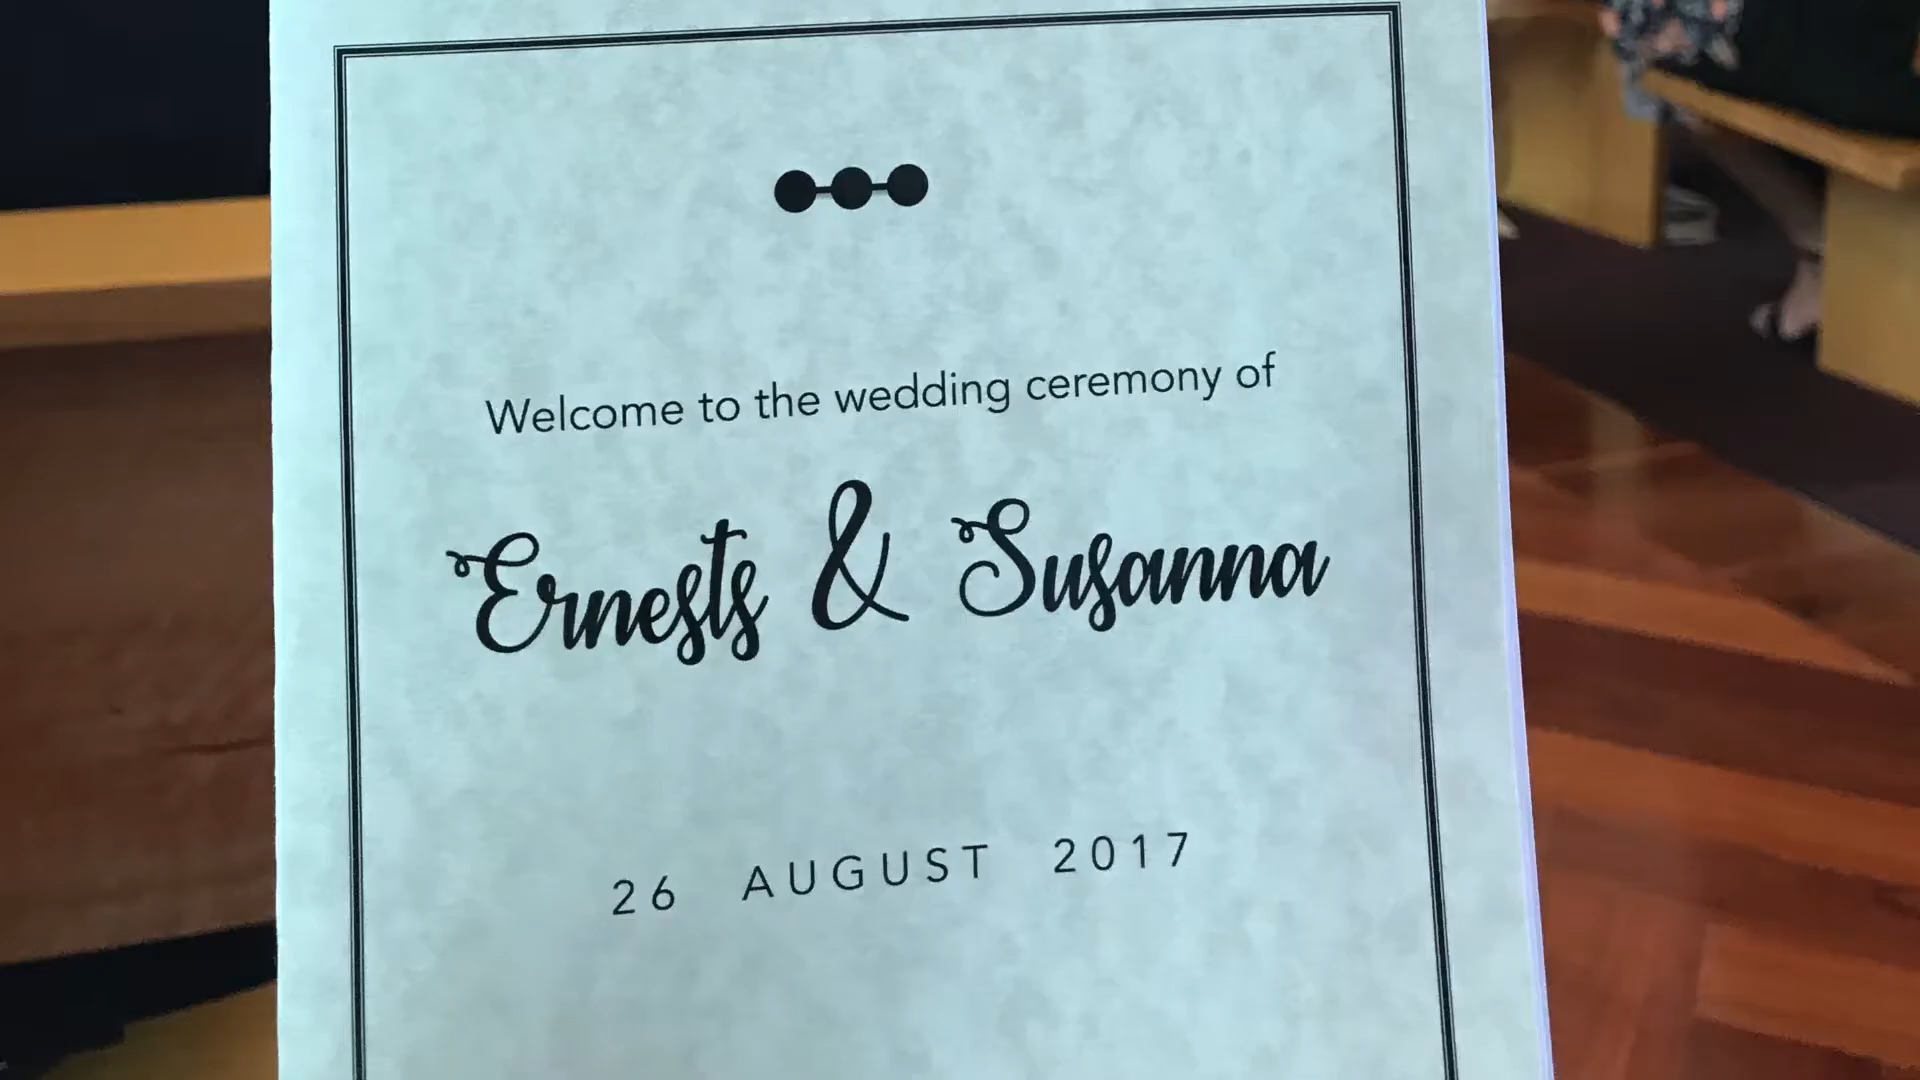 Welcome to the wedding ceremony of
Ernests & Susanna
26 AUGUST 2017